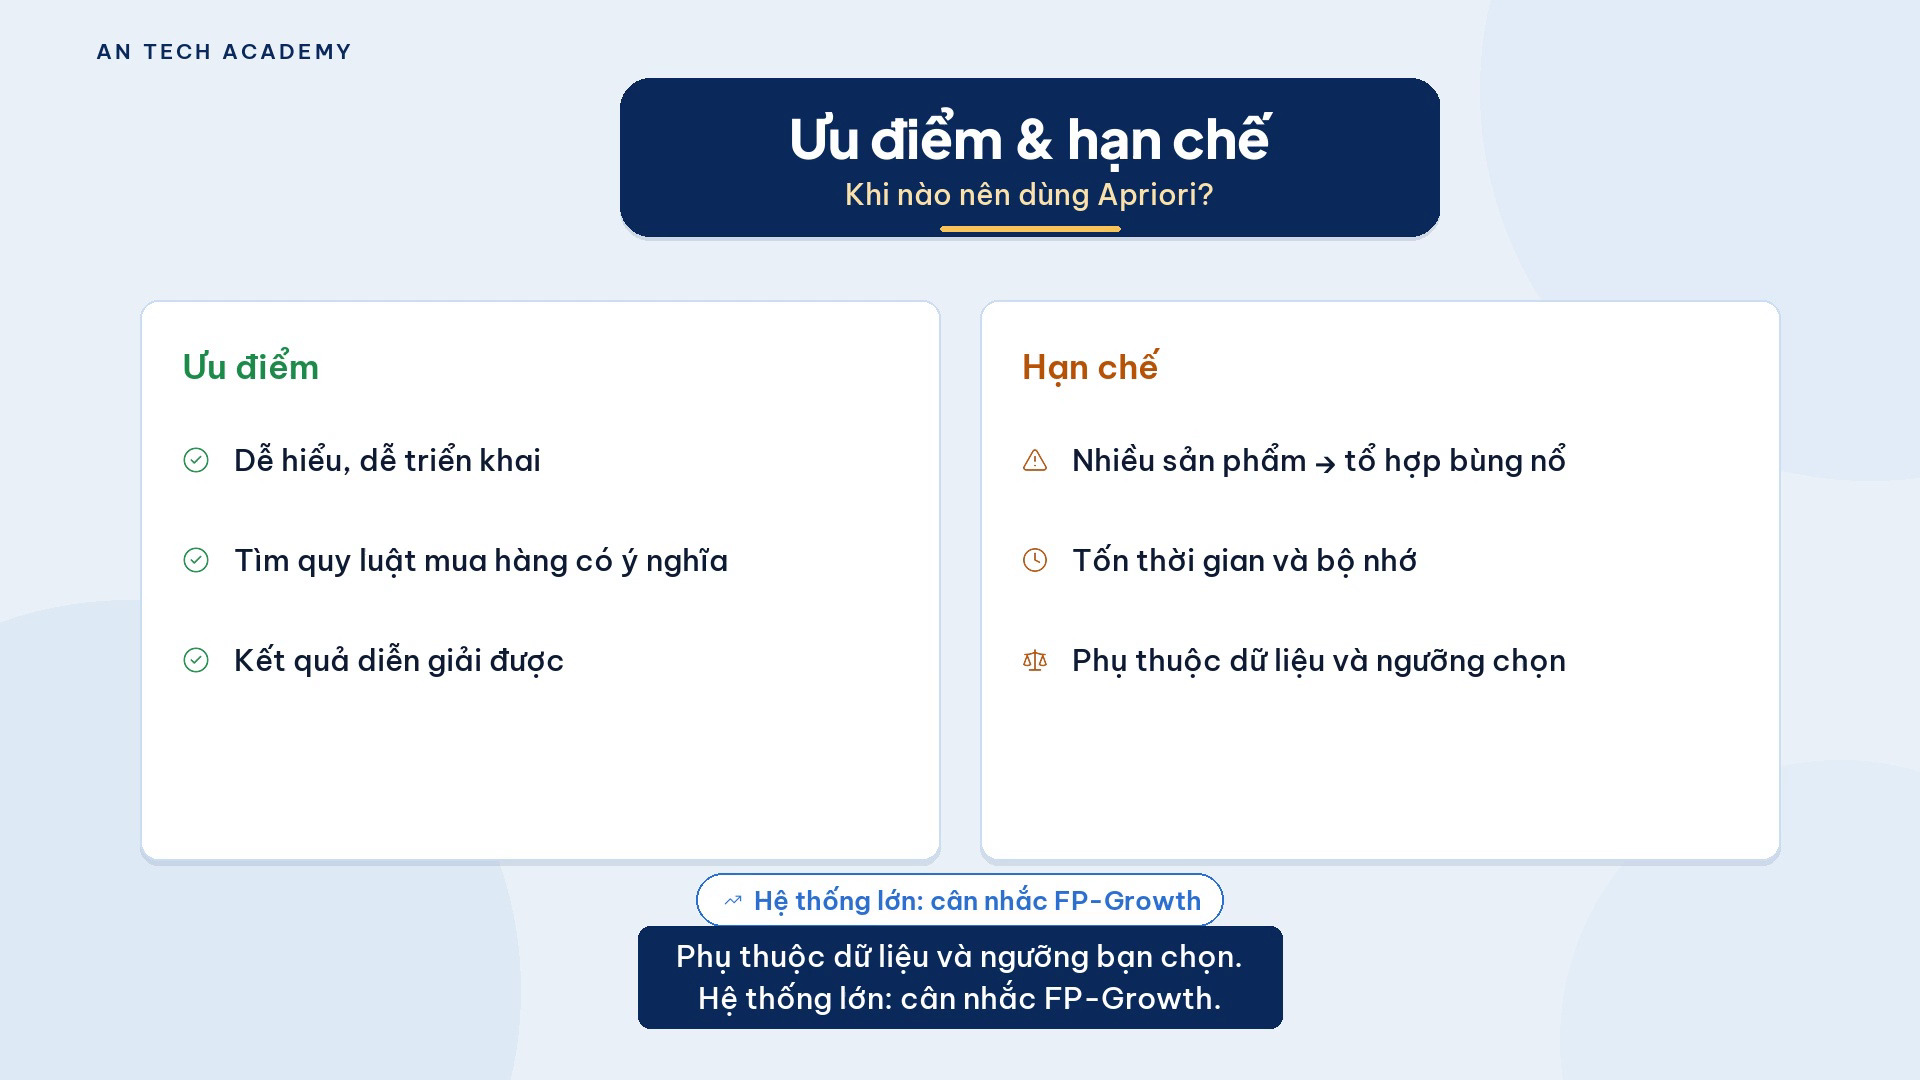 AN TECH ACADEMY
Ưu điểm & hạn chế
Khi nào nên dùng Apriori?
Ưu điểm
Dễ hiểu, dễ triển khai
Tìm quy luật mua hàng có ý nghĩa
Kết quả diễn giải được
Hạn chế
Nhiều sản phẩm → tổ hợp bùng nổ
Tốn thời gian và bộ nhớ
Phụ thuộc dữ liệu và ngưỡng chọn
Hệ thống lớn: cân nhắc FP-Growth
Phụ thuộc dữ liệu và ngưỡng bạn chọn.
Hệ thống lớn: cân nhắc FP-Growth.